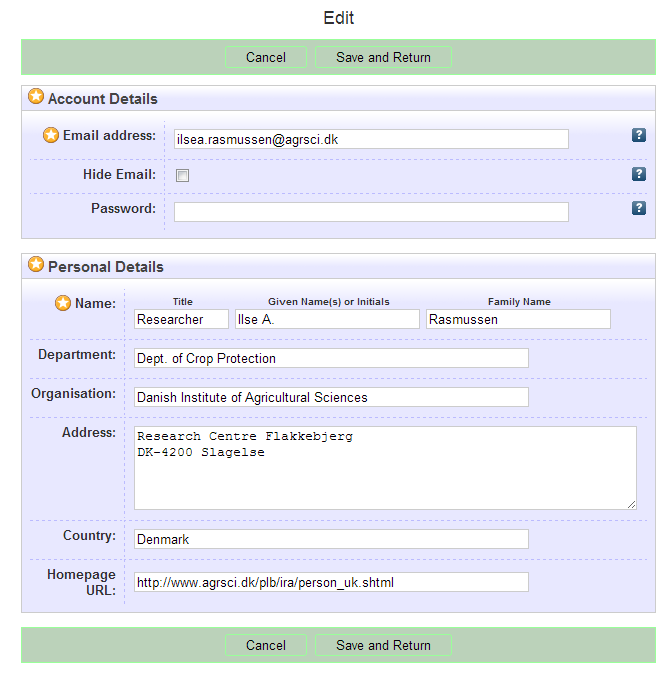 Edit
Cancel Save and Return
Account Details
Email address: ilsea.rasmussen@agrsci.dk ?
Hide Email: ?
Password: ?
Personal Details
Title Given Name(s) or Initials Family Name
Name: Researcher Ilse A. Rasmussen
Department: Dept. of Crop Protection
Organisation: Danish Institute of Agricultural Sciences
Address: Research Centre Flakkebjerg
DK-4200 Slagelse
Country: Denmark
Homepage
URL: http://www.agrsci.dk/plb/ira/person_uk.shtml
Cancel Save and Return